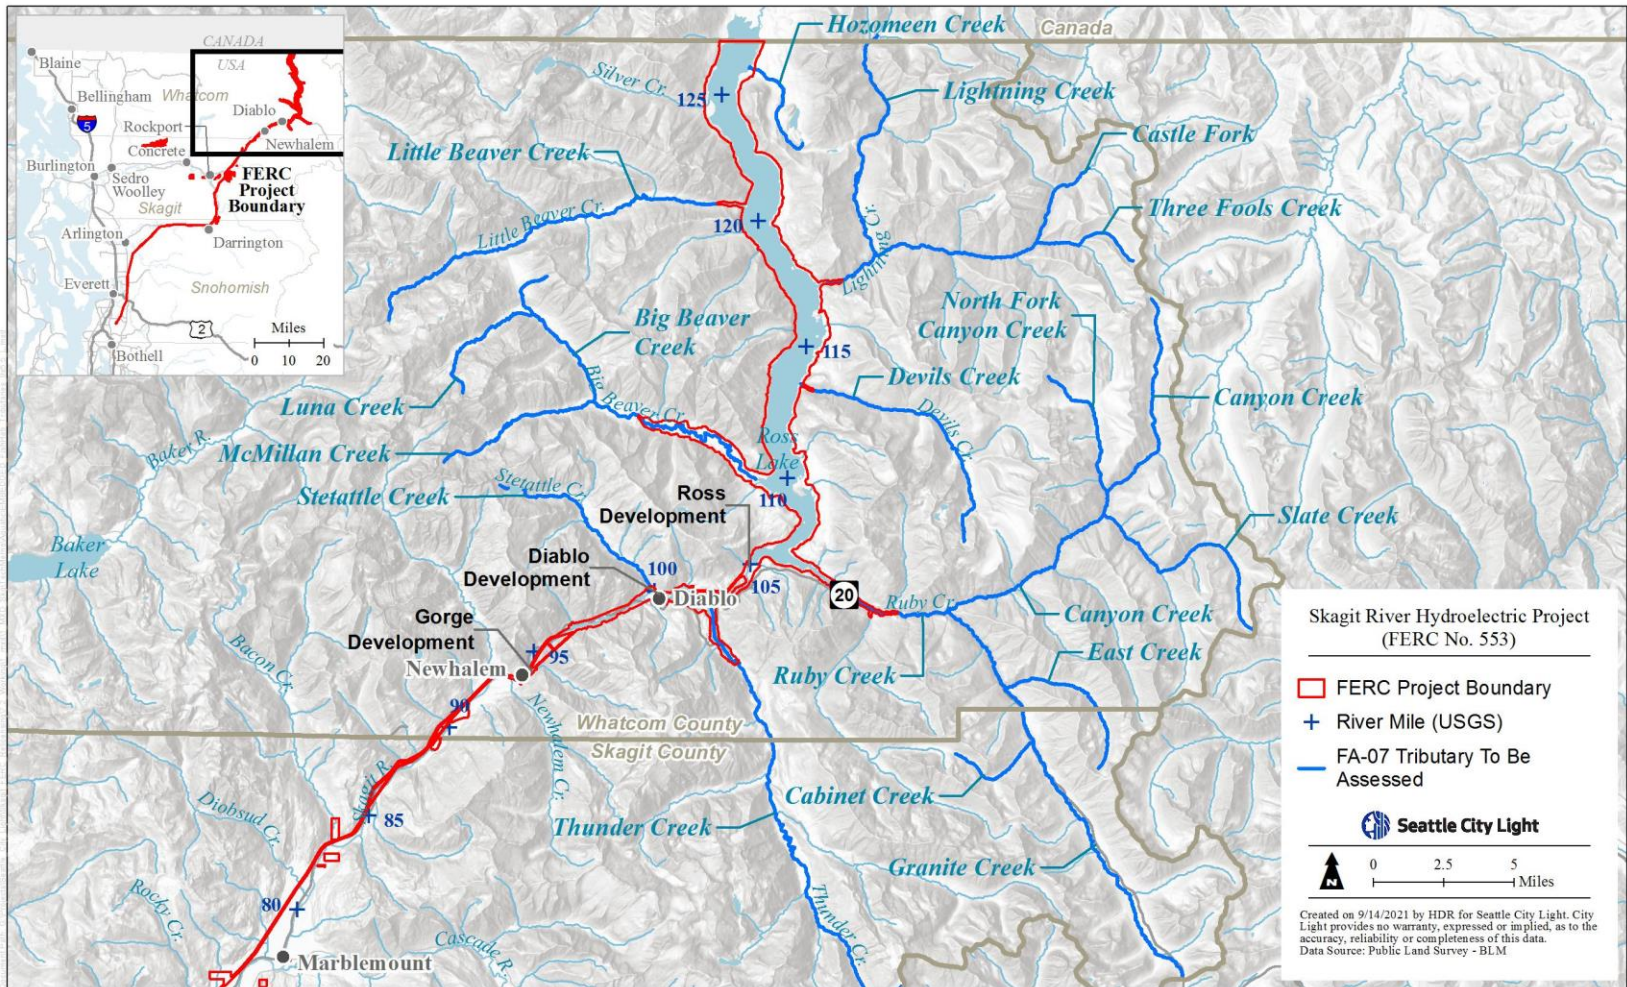 CANADA
USA
Blaine
Bellingham
Whatcom
5
Diablo
Rockport
Newhalem
Concrete
Burlington
Sedro
Woolley
FERC
Project
Boundary
Skagit
Arlington
Darrington
Everett
Snohomish
2
Miles
0 10 20
Bothell
Hozomeen Creek
Canada
Silver Cr.
125
Lightning Creek
Castle Fork
Little Beaver Creek
Three Fools Creek
Little Beaver Cr.
120
Lightning Cr.
North Fork
Canyon Creek
Big Beaver
Creek
115
Devils Creek
Canyon Creek
Luna Creek
Big Beaver Cr.
Devils Cr.
Baker R.
McMillan Creek
Ross
Lake
Stetattle Creek
Stetattle Cr.
110
Ross
Development
Slate Creek
Baker
Lake
Diablo
Development
100
105
Diablo
20
Ruby Cr.
Canyon Creek
Gorge
Development
95
Newhalem
Ruby Creek
East Creek
Bacon Cr.
90
Newhalem Cr.
Whatcom County
Skagit County
Skagit R.
Cabinet Creek
Diobsud Cr.
85
Thunder Creek
Granite Creek
Rocky Cr.
80
Thunder Cr.
Cascade R.
Marblemount
Skagit River Hydroelectric Project
(FERC No. 553)
FERC Project Boundary
River Mile (USGS)
FA-07 Tributary To Be
Assessed
Seattle City Light
N
0 2.5 5
Miles
Created on 9/14/2021 by HDR for Seattle City Light. City
Light provides no warranty, expressed or implied, as to the
accuracy, reliability or completeness of this data.
Data Source: Public Land Survey - BLM